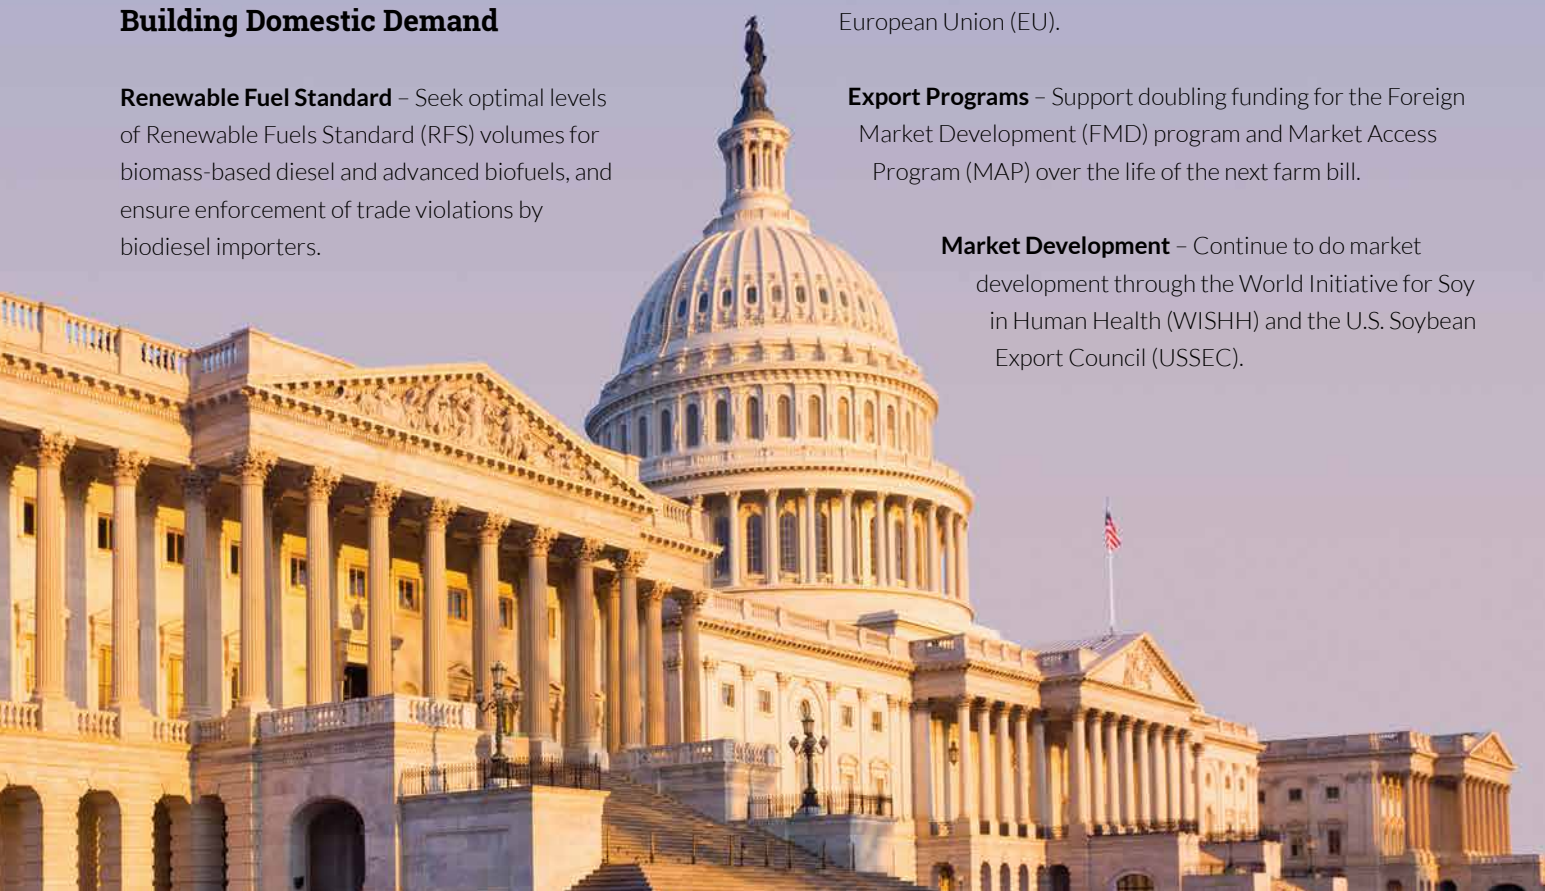 Building Domestic Demand
Renewable Fuel Standard – Seek optimal levels
of Renewable Fuels Standard (RFS) volumes for
biomass-based diesel and advanced biofuels, and
ensure enforcement of trade violations by
biodiesel importers.
European Union (EU).
Export Programs – Support doubling funding for the Foreign
Market Development (FMD) program and Market Access
Program (MAP) over the life of the next farm bill.
Market Development – Continue to do market
development through the World Initiative for Soy
in Human Health (WISHH) and the U.S. Soybean
Export Council (USSEC).